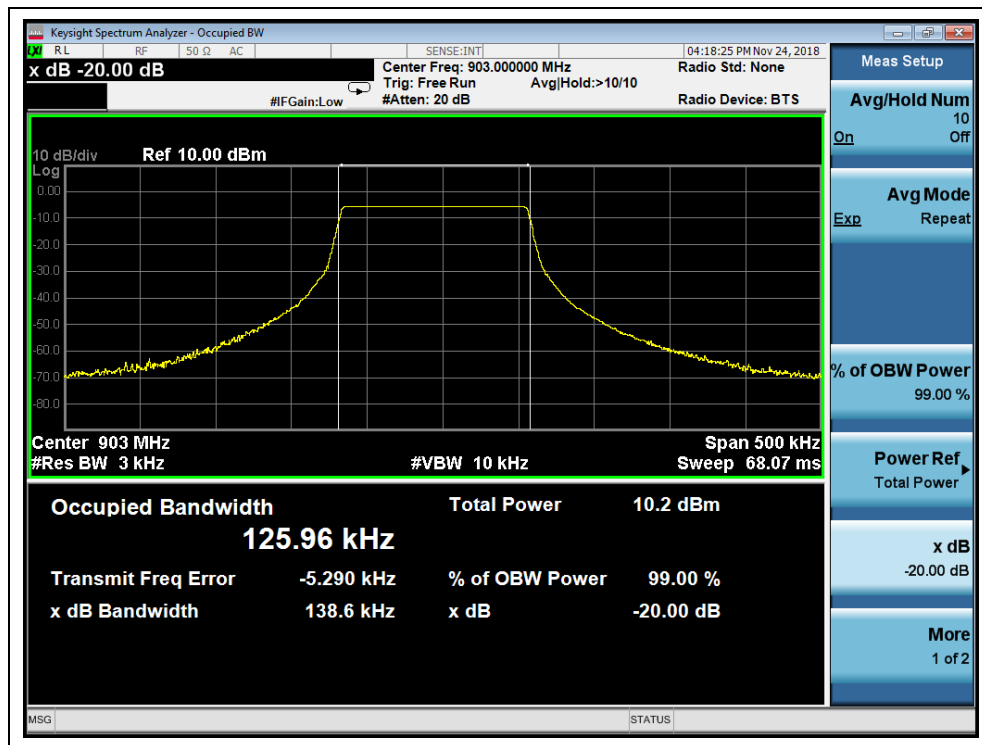 Keysight Spectrum Analyzer - Occupied BW
LXI RL RF 50 Ω AC SENSE:INT 04:18:25 PM Nov 24, 2018
x dB -20.00 dB
Center Freq: 903.000000 MHz
Radio Std: None
Trig: Free Run Avg|Hold:>10/10
#IFGain:Low
#Atten: 20 dB
Radio Device: BTS
10 dB/div Ref 10.00 dBm
Log
0.00
-10.0
-20.0
-30.0
-40.0
-50.0
-60.0
-70.0
-80.0
Center 903 MHz Span 500 kHz
#Res BW 3 kHz #VBW 10 kHz Sweep 68.07 ms
Occupied Bandwidth
125.96 kHz
Total Power 10.2 dBm
Transmit Freq Error -5.290 kHz % of OBW Power 99.00 %
x dB Bandwidth 138.6 kHz x dB -20.00 dB
Meas Setup
Avg/Hold Num
10
On Off
Avg Mode
Exp Repeat
% of OBW Power
99.00 %
Power Ref
Total Power
x dB
-20.00 dB
More
1 of 2
MSG STATUS